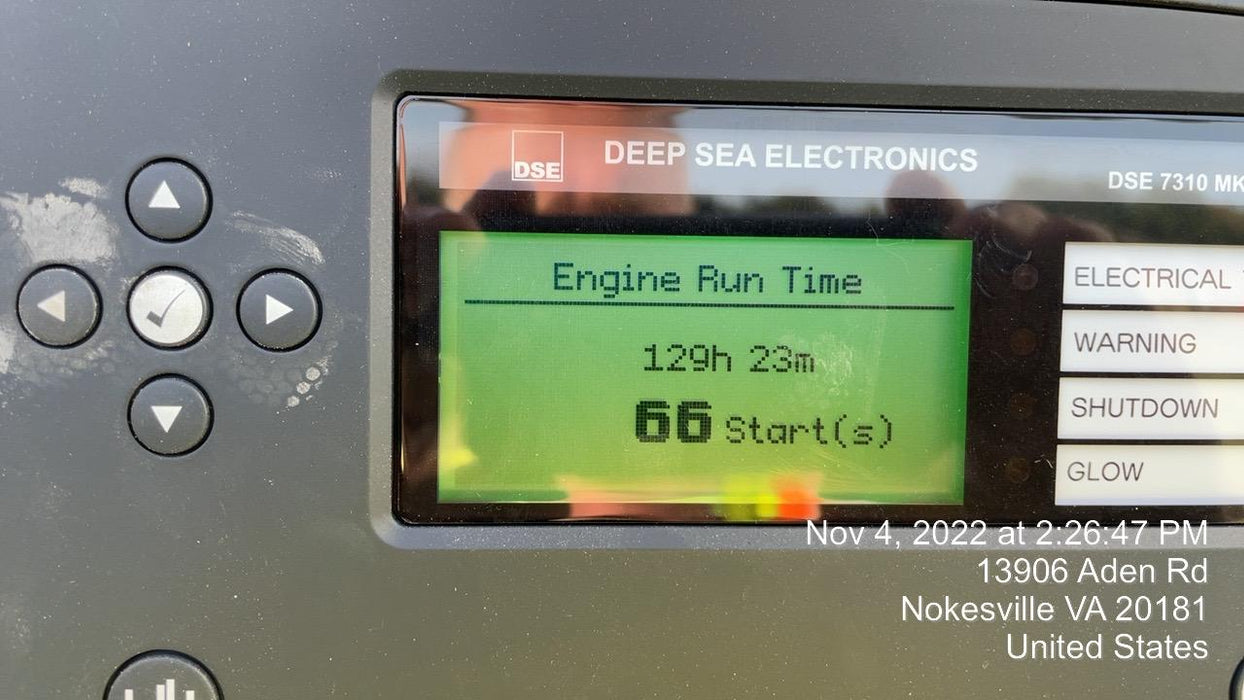 DSE
DEEP SEA ELECTRONICS
DSE 7310
Engine Run Time
129h 23m
66 Start(s)
ELECTRICAL
WARNING
SHUTDOWN
GLOW
Nov 4, 2022 at 2:26:47 PM
13906 Aden Rd
Nokesville VA 20181
United States